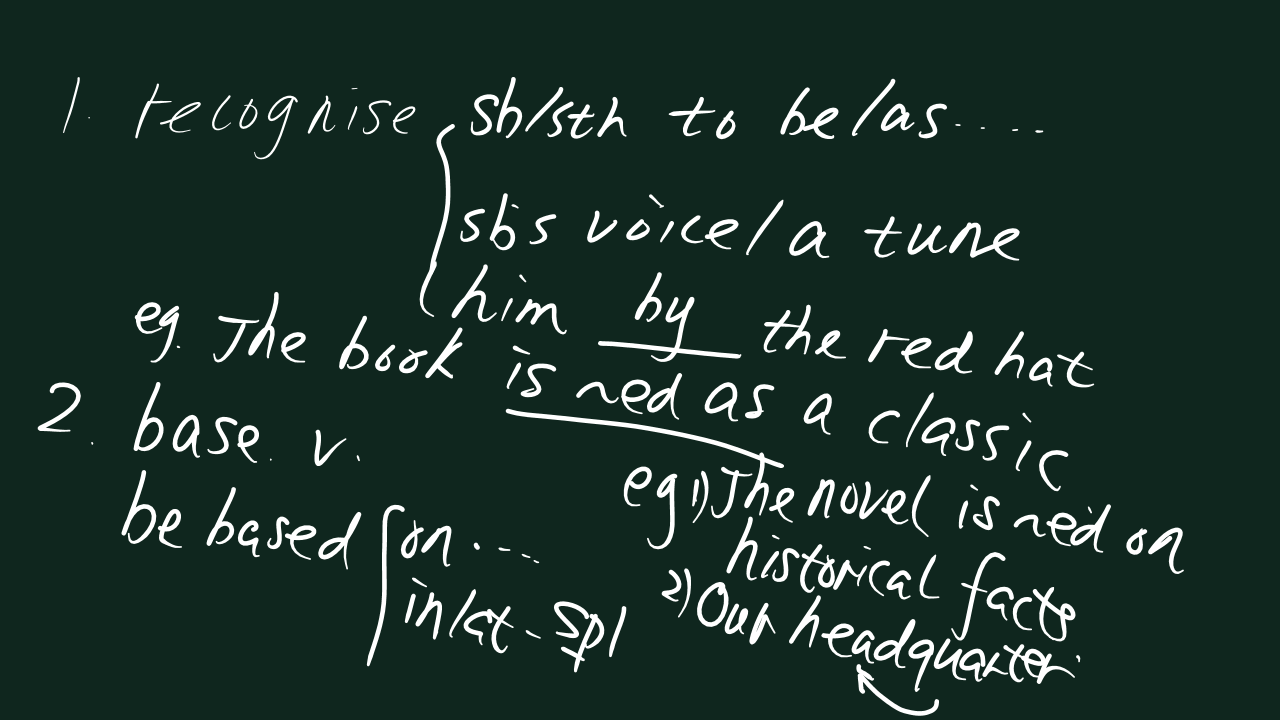 1. recognise sb/sth to be/as.....
sb's voice/a tune
him by the red hat
eg. The book is ~ed as a classic
2. base v.
be based on ....
in/at - spl
eg 1) The novel is ~ed on
historical facts
2) Our headquarter